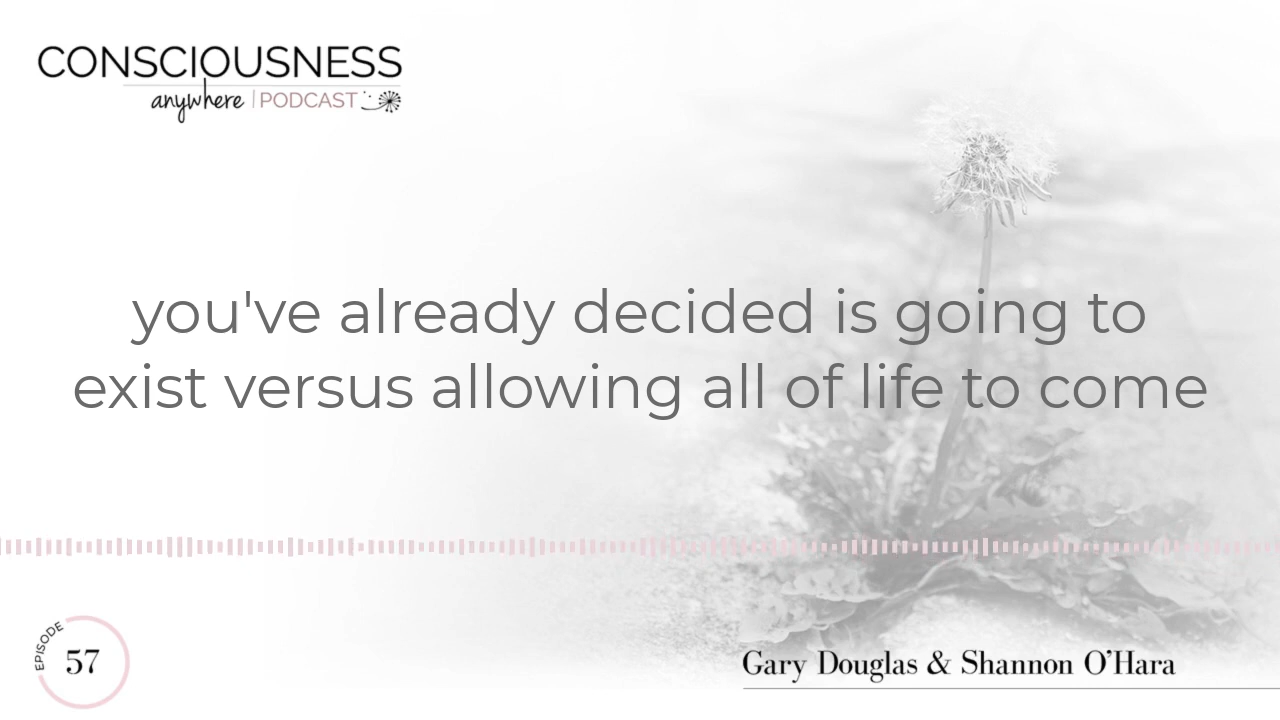 CONSCIOUSNESS
anywhere | PODCAST
you've already decided is going to
exist versus allowing all of life to come
EPISODE
57
Gary Douglas & Shannon O'Hara